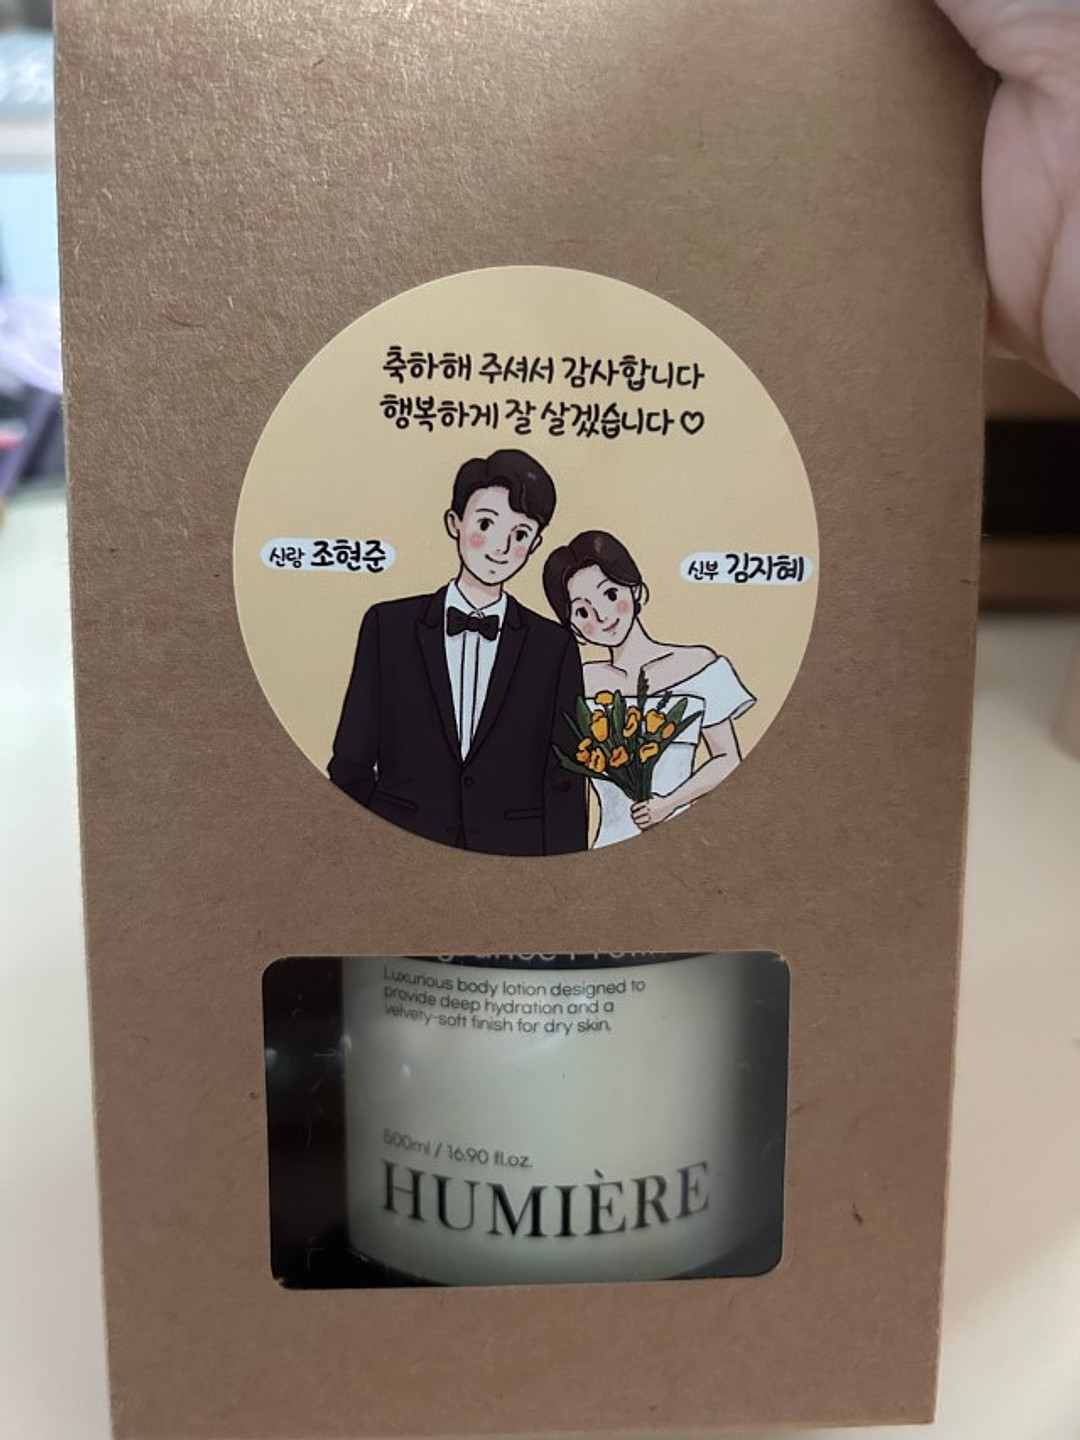 축하해 주셔서 감사합니다
행복하게 잘 살겠습니다♡
신랑 조현준
신부 김지혜
Luxurious body lotion designed to
provide deep hydration and a
velvety-soft finish for dry skin.
500ml / 16.90 fl.oz.
HUMIÈRE